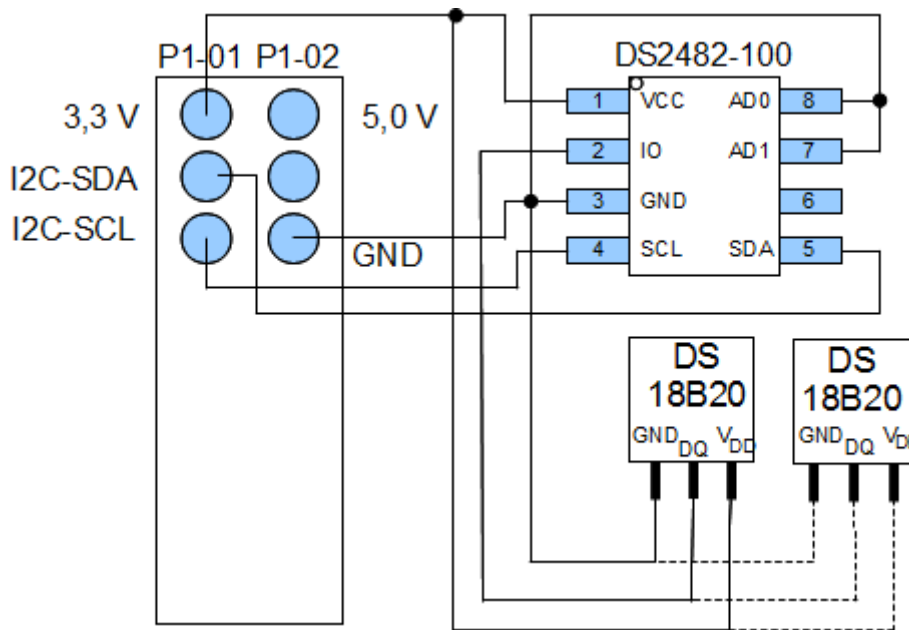 P1-01 P1-02
DS2482-100
3,3 V
5,0 V
I2C-SDA
I2C-SCL
GND
1 VCC AD0 8
2 IO AD1 7
3 GND 6
4 SCL SDA 5
DS
18B20
GND DQ VDD
DS
18B20
GND DQ